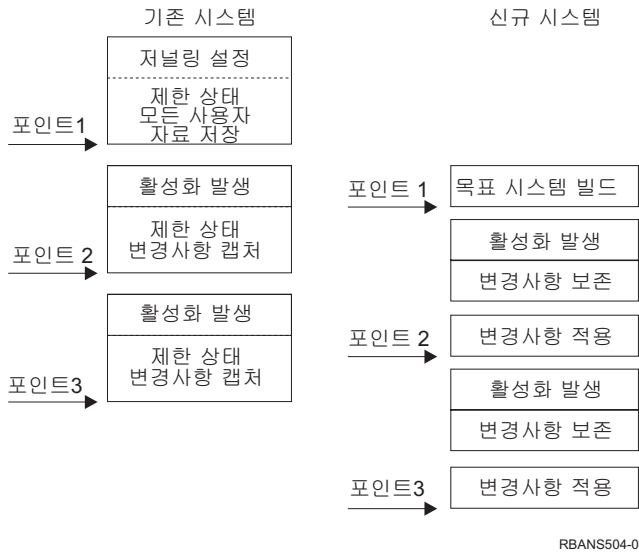 기존 시스템
저널링 설정
제한 상태
모든 사용자
자료 저장
포인트1
활성화 발생
제한 상태
변경사항 캡처
포인트 2
활성화 발생
제한 상태
변경사항 캡처
포인트3
신규 시스템
포인트 1
목표 시스템 빌드
활성화 발생
변경사항 보존
포인트 2
변경사항 적용
활성화 발생
변경사항 보존
포인트3
변경사항 적용
RBANS504-0